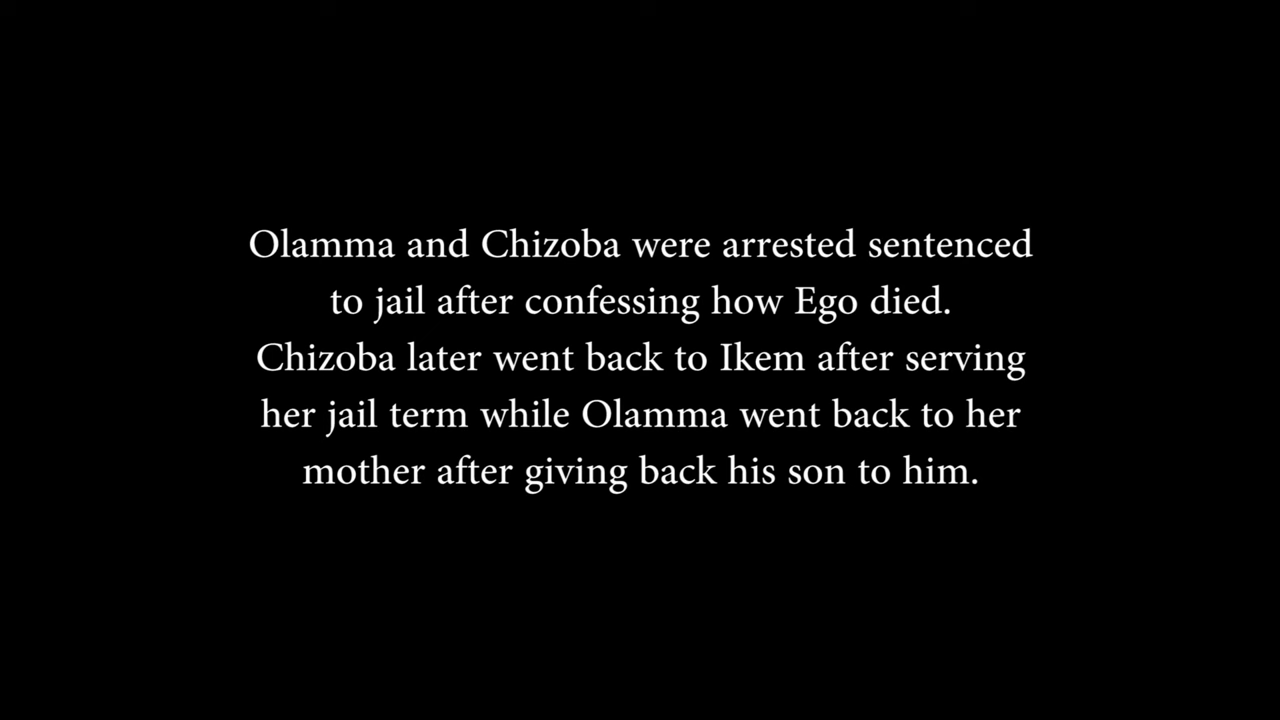 Olamma and Chizoba were arrested sentenced
to jail after confessing how Ego died.
Chizoba later went back to Ikem after serving
her jail term while Olamma went back to her
mother after giving back his son to him.